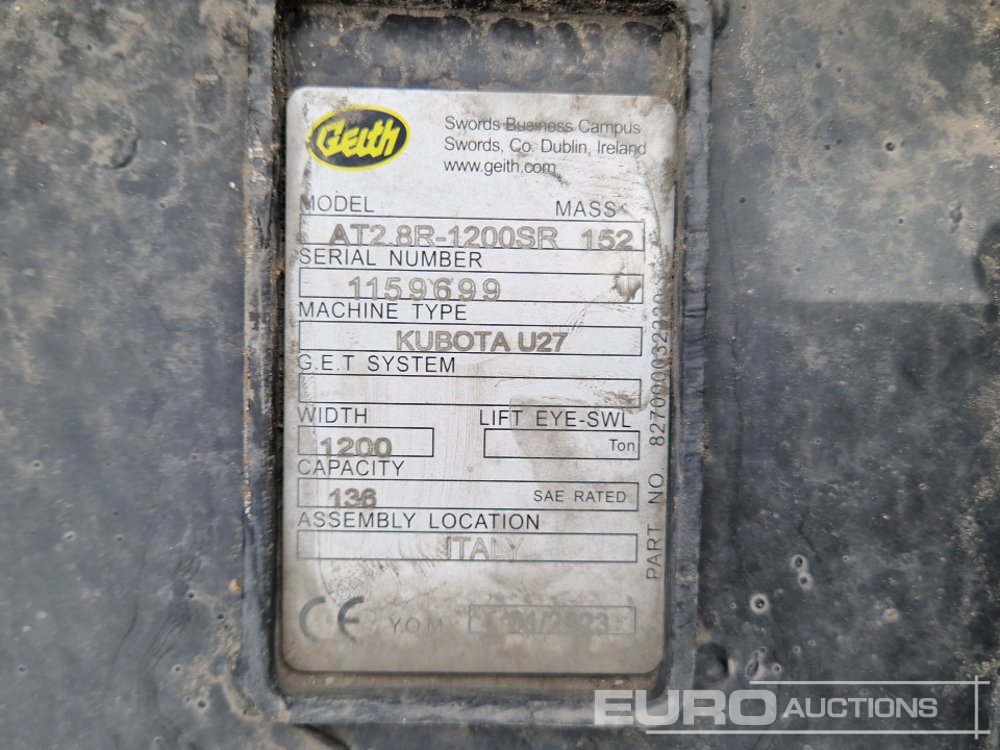 Geith
Swords Business Campus
Swords, Co. Dublin, Ireland
www.geith.com
MODEL MASS
AT2.8R-1200SR 152
SERIAL NUMBER
1159699
MACHINE TYPE
KUBOTA U27
G.E.T SYSTEM
WIDTH LIFT EYE-SWL
1200 Ton
CAPACITY
136 SAE RATED
ASSEMBLY LOCATION
ITALY
CE Y.O.M
PART NO.
EURO AUCTIONS